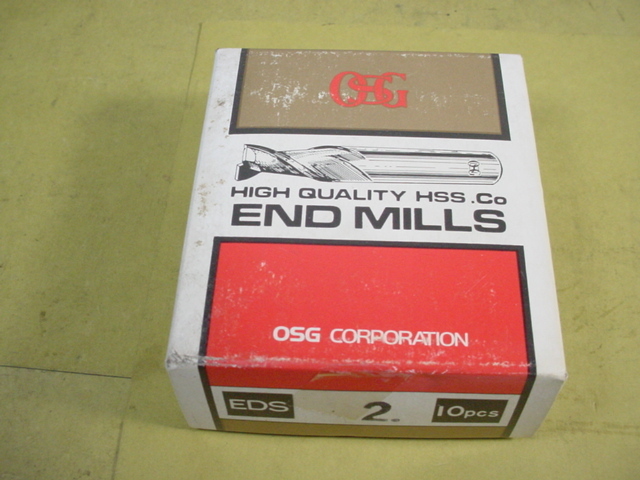 OSG
HIGH QUALITY HSS.Co
END MILLS
OSG CORPORATION
EDS 2. 10pcs